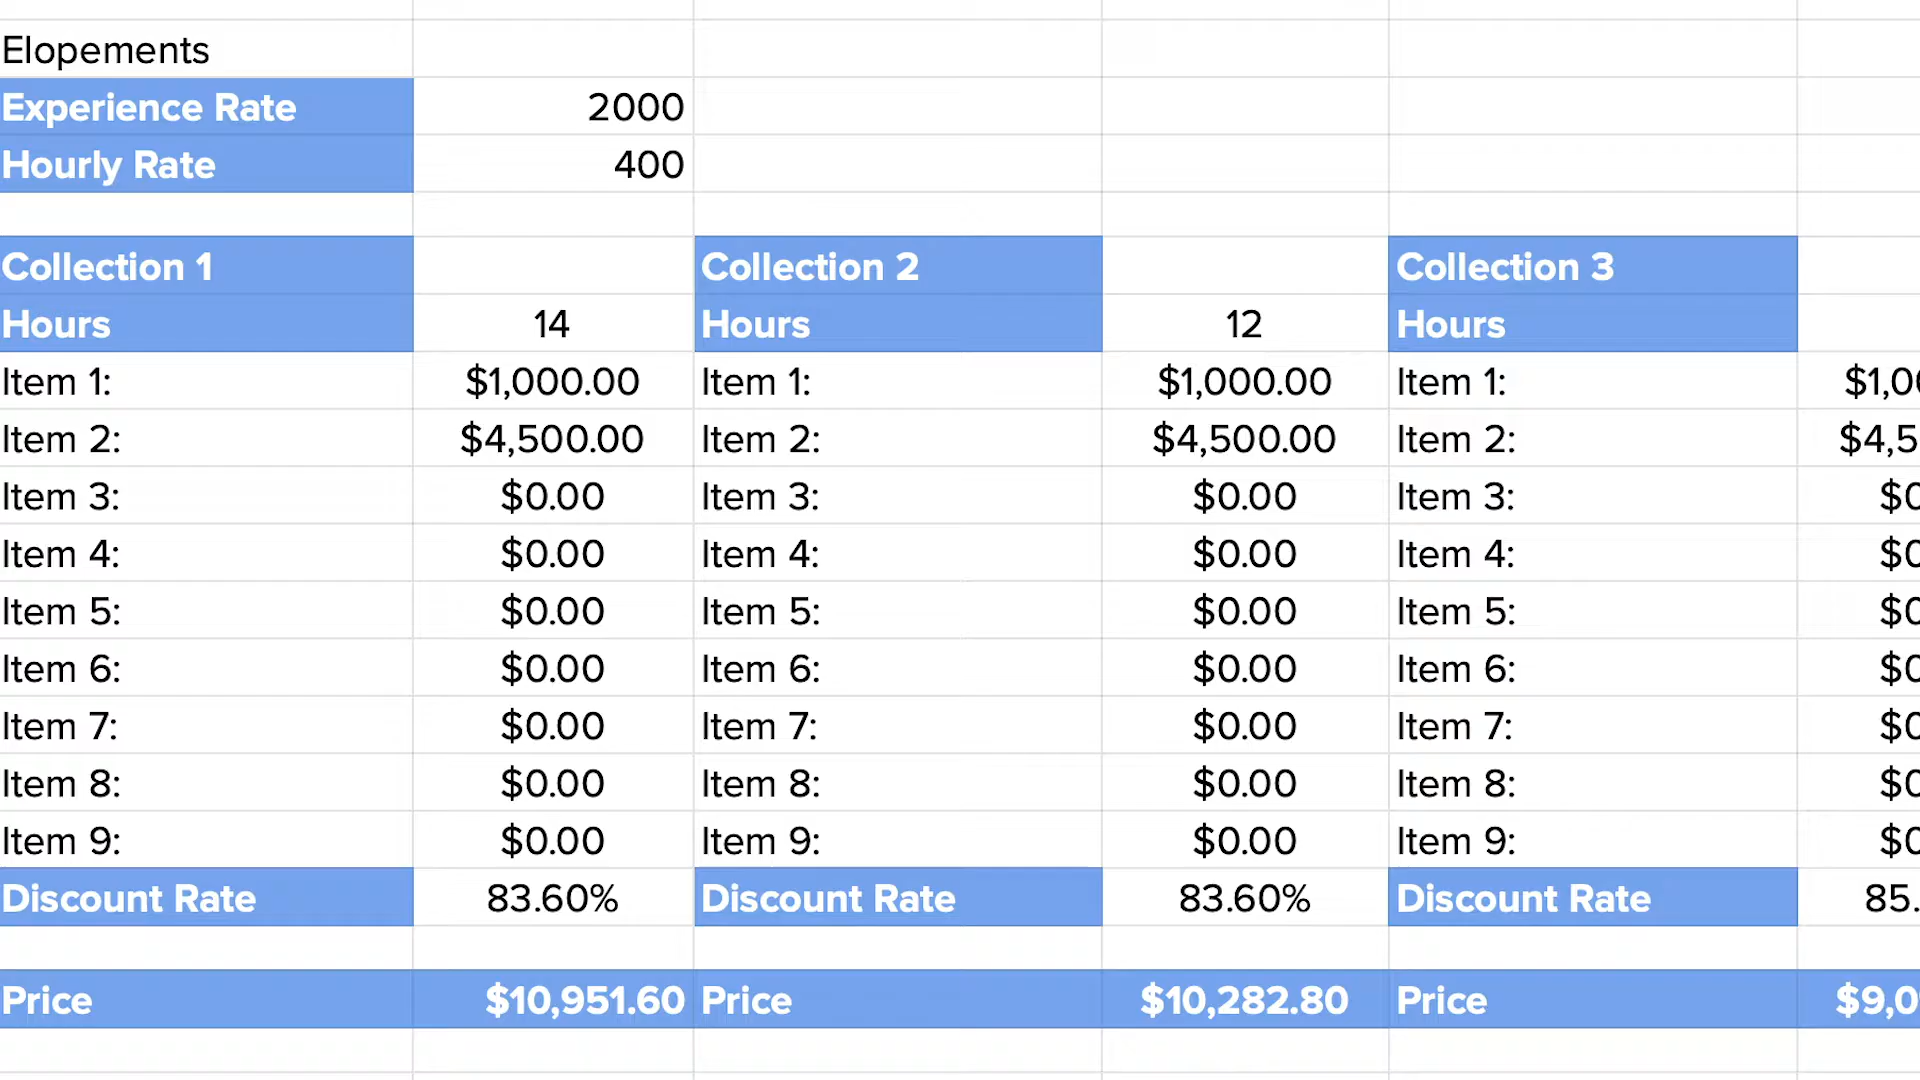 Elopements
Experience Rate 2000
Hourly Rate 400
Collection 1 Collection 2 Collection 3
Hours 14 Hours 12 Hours
Item 1: $1,000.00 Item 1: $1,000.00 Item 1:
Item 2: $4,500.00 Item 2: $4,500.00 Item 2:
Item 3: $0.00 Item 3: $0.00 Item 3:
Item 4: $0.00 Item 4: $0.00 Item 4:
Item 5: $0.00 Item 5: $0.00 Item 5:
Item 6: $0.00 Item 6: $0.00 Item 6:
Item 7: $0.00 Item 7: $0.00 Item 7:
Item 8: $0.00 Item 8: $0.00 Item 8:
Item 9: $0.00 Item 9: $0.00 Item 9:
Discount Rate 83.60% Discount Rate 83.60% Discount Rate
Price $10,951.60 Price $10,282.80 Price